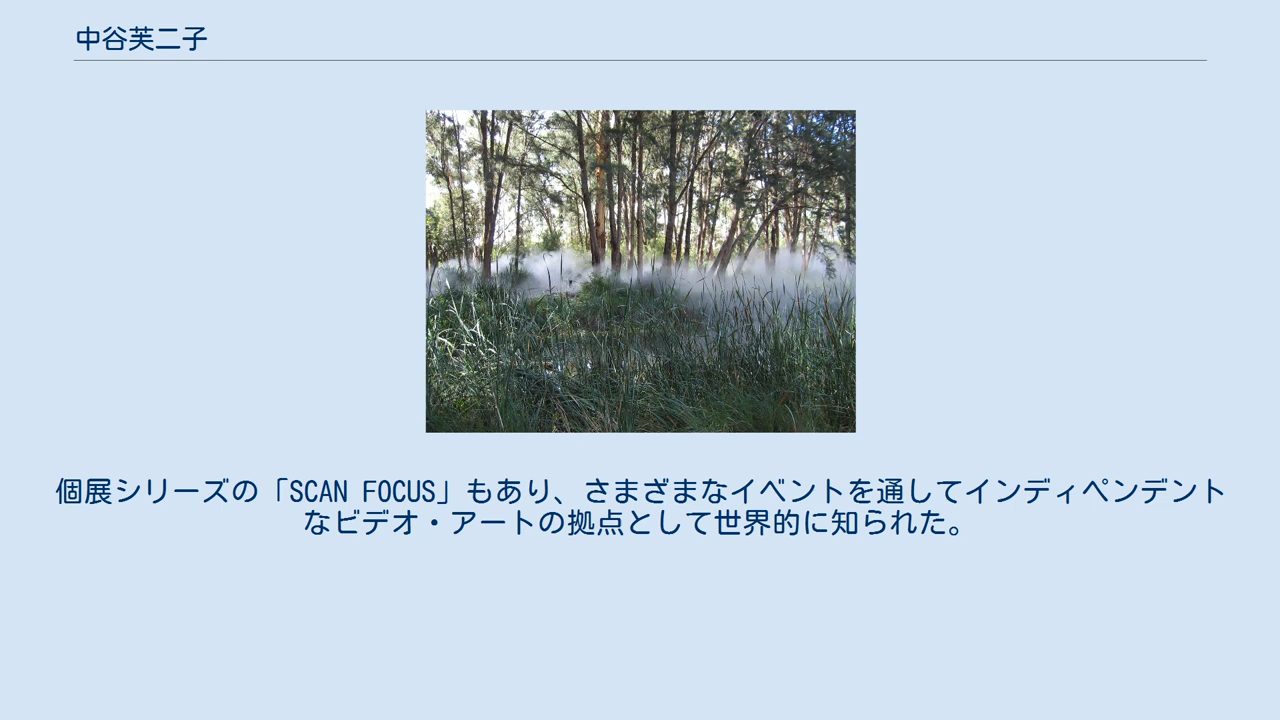 中谷芙二子
個展シリーズの「SCAN FOCUS」もあり、さまざまなイベントを通してインディペンデント
なビデオ・アートの拠点として世界的に知られた。